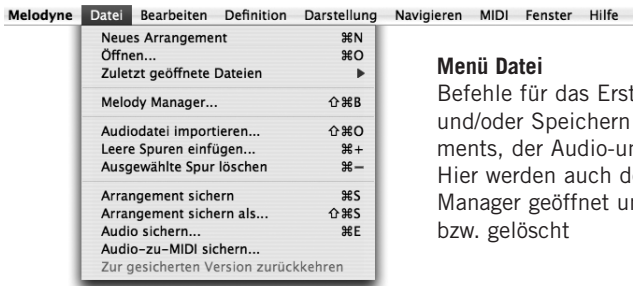 Melodyne Datei Bearbeiten Definition Darstellung Navigieren MIDI Fenster Hilfe
Neues Arrangement ⌘N
Öffnen... ⌘O
Zuletzt geöffnete Dateien ▶
Melody Manager... ⇧⌘B
Audiodatei importieren... ⇧⌘O
Leere Spuren einfügen... ⌘+
Ausgewählte Spur löschen ⌘−
Arrangement sichern ⌘S
Arrangement sichern als... ⇧⌘S
Audio sichern... ⌘E
Audio-zu-MIDI sichern...
Zur gesicherten Version zurückkehren
Menü Datei
Befehle für das Erst
und/oder Speichern
ments, der Audio-un
Hier werden auch de
Manager geöffnet un
bzw. gelöscht